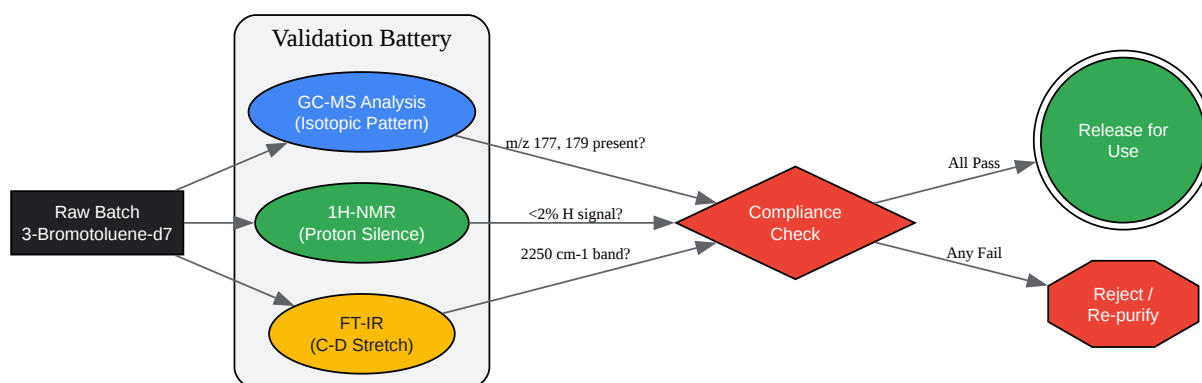 Validation Battery
GC-MS Analysis
(Isotopic Pattern)
m/z 177, 179 present?
Raw Batch
3-Bromotoluene-d7
1H-NMR
(Proton Silence)
<2% H signal?
2250 cm-1 band?
FT-IR
(C-D Stretch)
Compliance
Check
All Pass
Any Fail
Release for
Use
Reject /
Re-purify